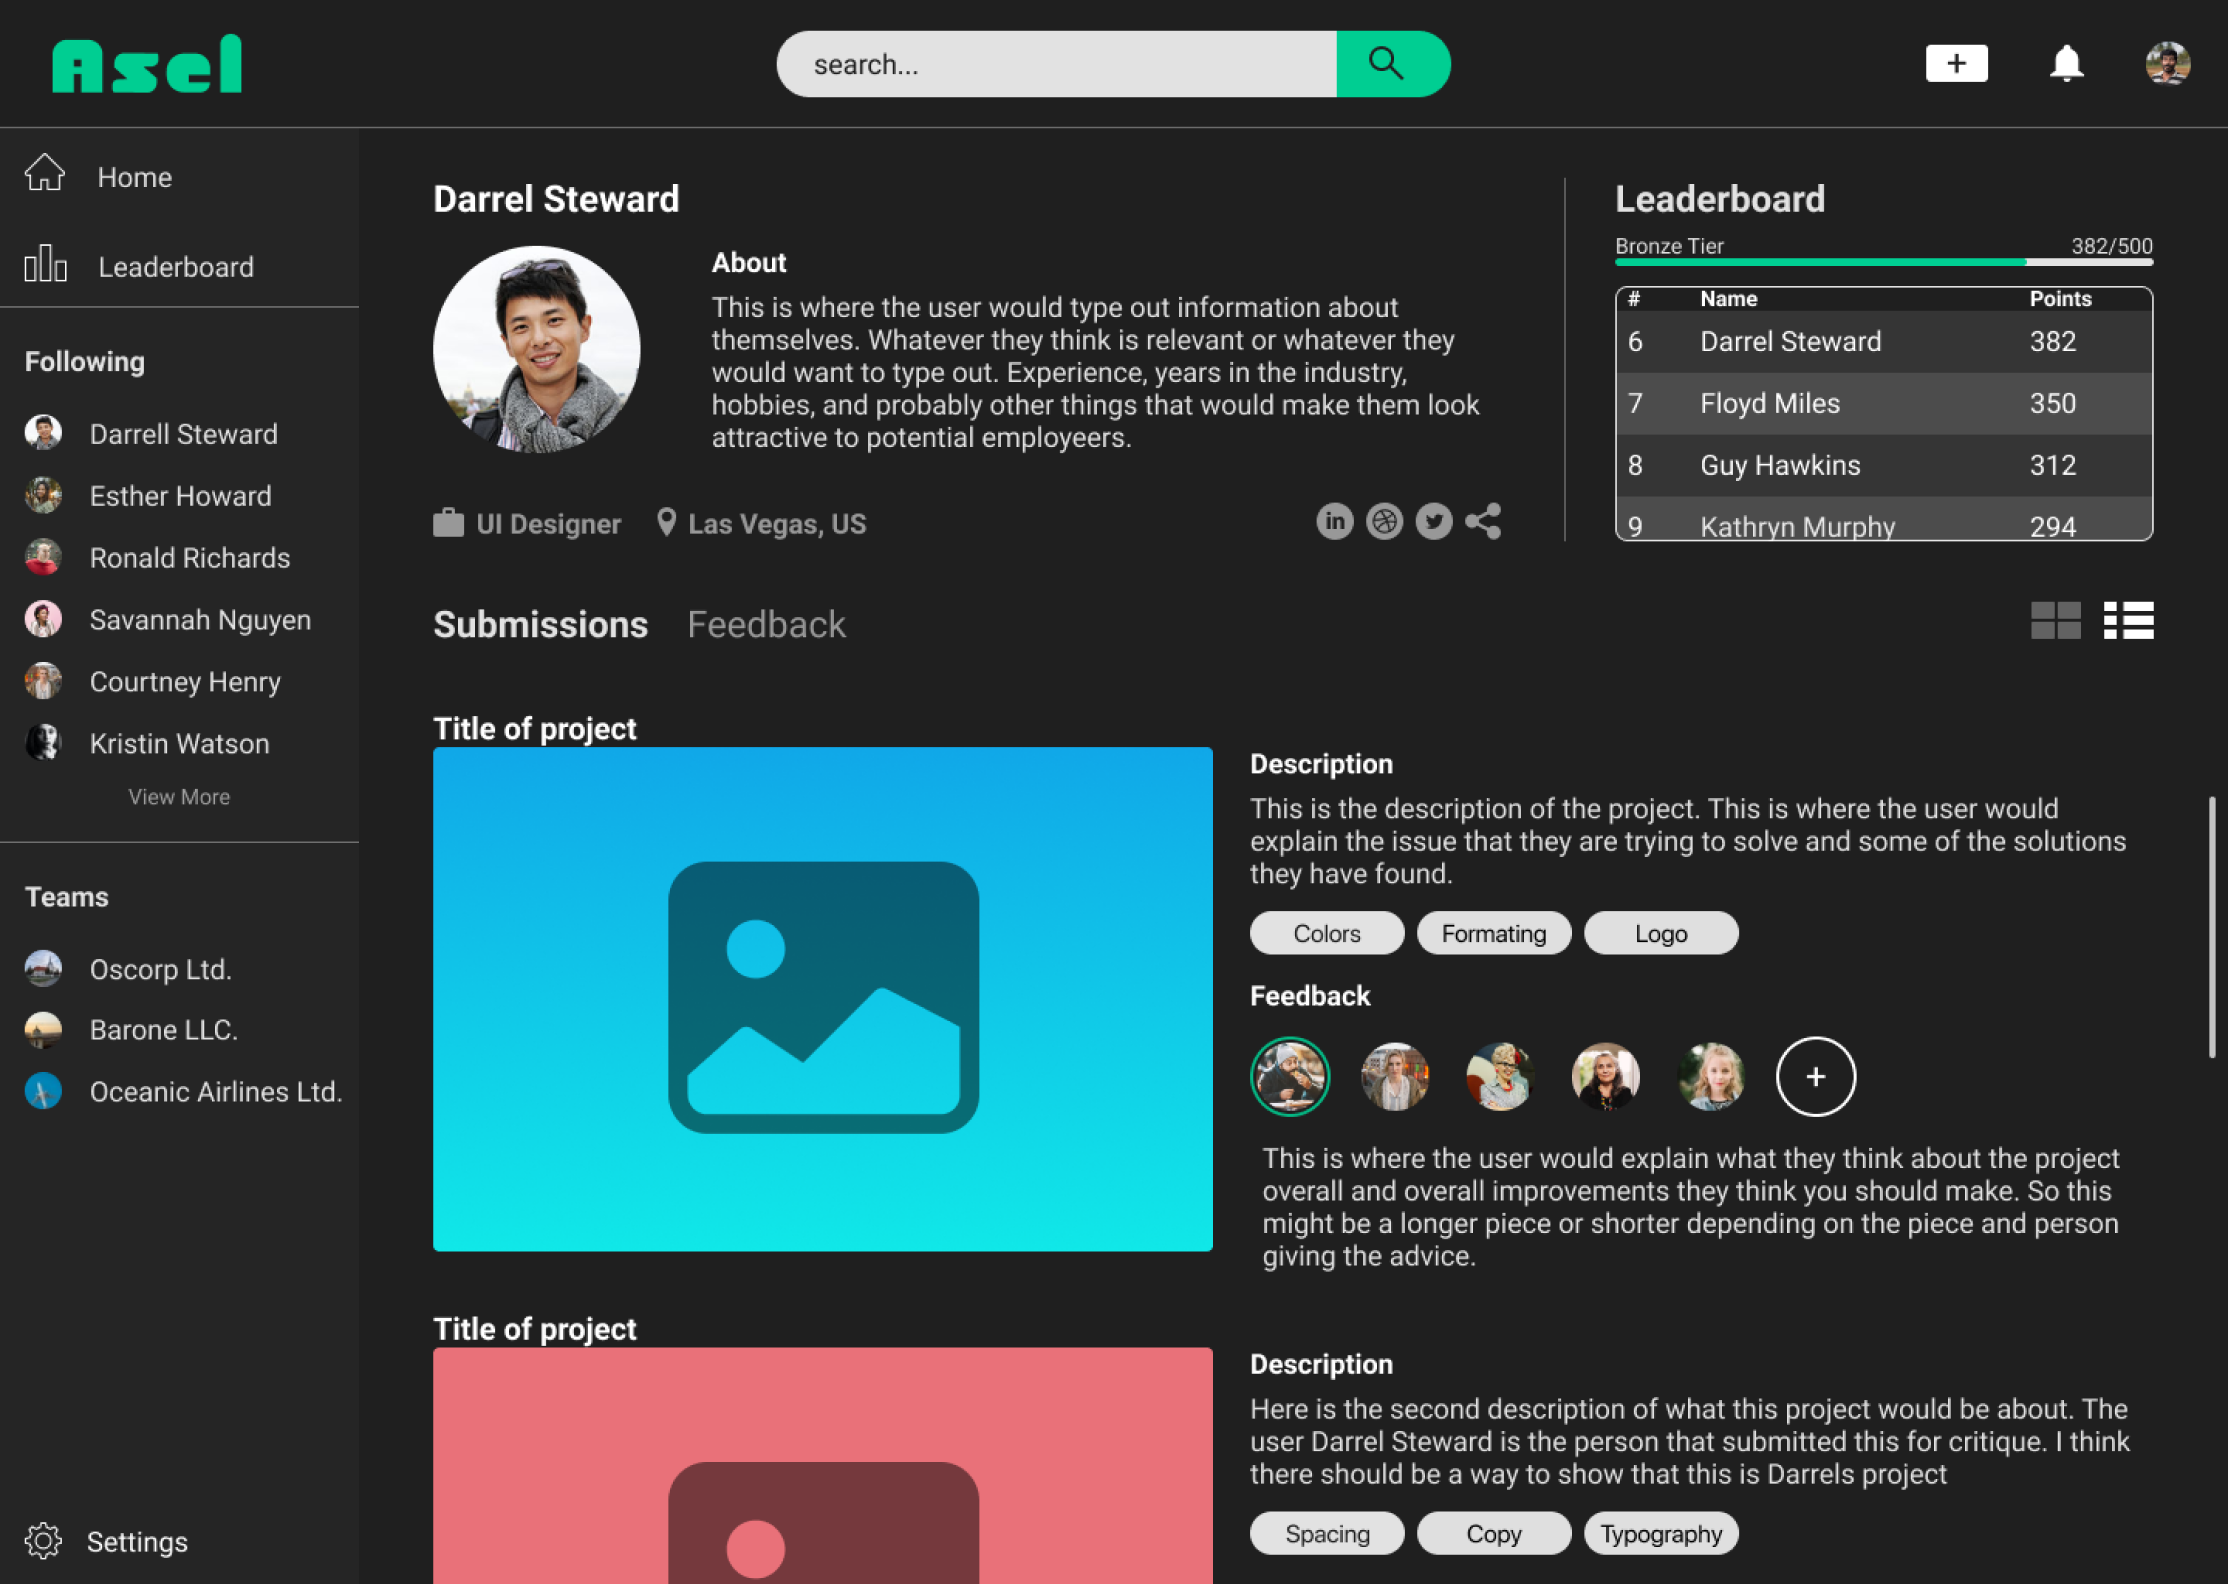 Asel
search...
Home
Leaderboard
Following
Darrell Steward
Esther Howard
Ronald Richards
Savannah Nguyen
Courtney Henry
Kristin Watson
View More
Teams
Oscorp Ltd.
Barone LLC.
Oceanic Airlines Ltd.
Settings
Darrel Steward
About
This is where the user would type out information about
themselves. Whatever they think is relevant or whatever they
would want to type out. Experience, years in the industry,
hobbies, and probably other things that would make them look
attractive to potential employeers.
UI Designer
Las Vegas, US
in
Leaderboard
Bronze Tier 382/500
# Name Points
6 Darrel Steward 382
7 Floyd Miles 350
8 Guy Hawkins 312
9 Kathryn Murphy 294
Submissions Feedback
Title of project
Description
This is the description of the project. This is where the user would
explain the issue that they are trying to solve and some of the solutions
they have found.
Colors Formating Logo
Feedback
This is where the user would explain what they think about the project
overall and overall improvements they think you should make. So this
might be a longer piece or shorter depending on the piece and person
giving the advice.
Title of project
Description
Here is the second description of what this project would be about. The
user Darrel Steward is the person that submitted this for critique. I think
there should be a way to show that this is Darrels project
Spacing Copy Typography